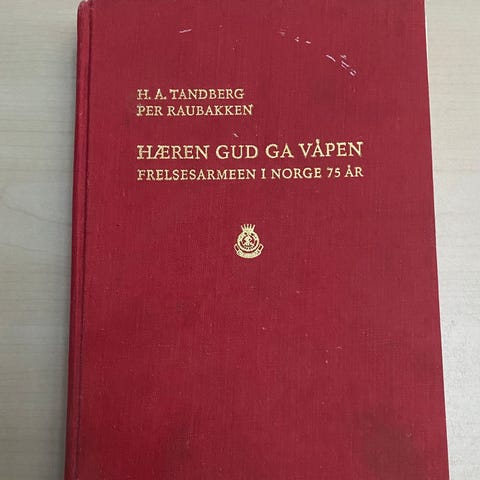 H. A. TANDBERG
PER RAUBAKKEN
HÆREN GUD GA VÅPEN
FRELSESARMEEN I NORGE 75 ÅR